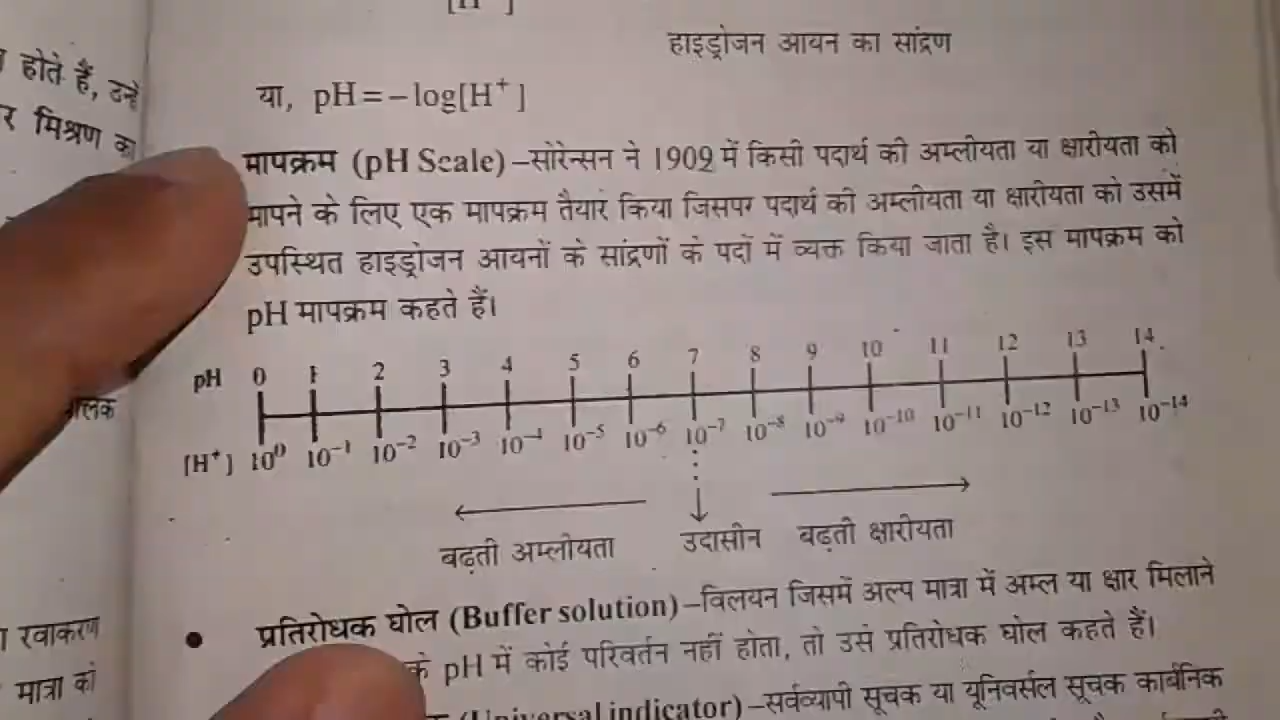 [H⁺]
हाइड्रोजन आयन का सांद्रण
होते हैं, उन्हें
या, pH = – log[H⁺]
मिश्रण का
मापक्रम (pH Scale) –सोरेन्सन ने 1909 में किसी पदार्थ की अम्लीयता या क्षारीयता को
मापने के लिए एक मापक्रम तैयार किया जिसपर पदार्थ की अम्लीयता या क्षारीयता को उसमें
उपस्थित हाइड्रोजन आयनों के सांद्रणों के पदों में व्यक्त किया जाता है। इस मापक्रम को
pH मापक्रम कहते हैं।
pH 0 1 2 3 4 5 6 7 8 9 10 11 12 13 14
[H⁺] 10⁰ 10⁻¹ 10⁻² 10⁻³ 10⁻⁴ 10⁻⁵ 10⁻⁶ 10⁻⁷ 10⁻⁸ 10⁻⁹ 10⁻¹⁰ 10⁻¹¹ 10⁻¹² 10⁻¹³ 10⁻¹⁴
बढ़ती अम्लीयता उदासीन बढ़ती क्षारीयता
• प्रतिरोधक घोल (Buffer solution) –विलयन जिसमें अल्प मात्रा में अम्ल या क्षार मिलाने
रवाकरण
के pH में कोई परिवर्तन नहीं होता, तो उसे प्रतिरोधक घोल कहते हैं।
मात्रा को
(Universal indicator) –सर्वव्यापी सूचक या यूनिवर्सल सूचक कार्बनिक